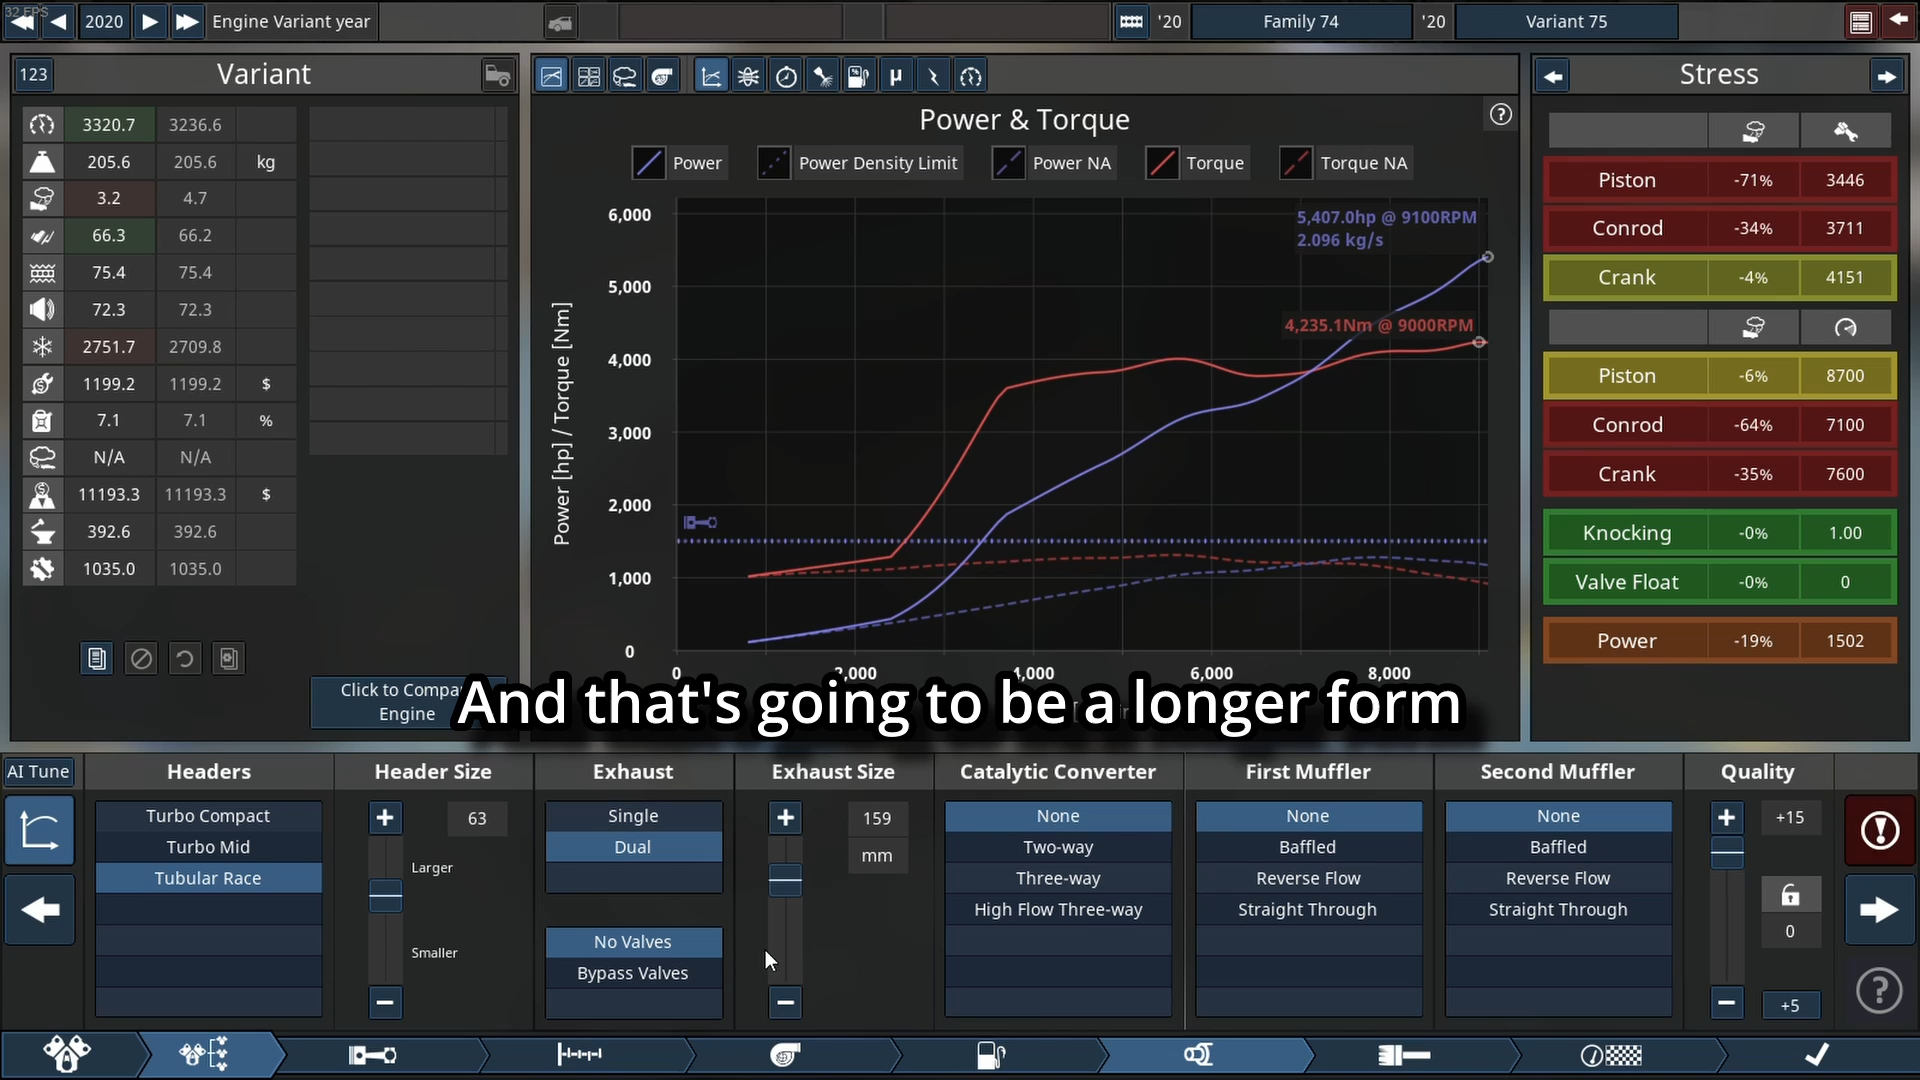 32 FPS
2020
Engine Variant year
'20
Family 74
'20
Variant 75
123
Variant
3320.7 3236.6
205.6 205.6 kg
3.2 4.7
66.3 66.2
75.4 75.4
72.3 72.3
2751.7 2709.8
1199.2 1199.2 $
7.1 7.1 %
N/A N/A
11193.3 11193.3 $
392.6 392.6
1035.0 1035.0
Click to Compa
Engine
µ
Power & Torque
?
Power
Power Density Limit
Power NA
Torque
Torque NA
Power [hp] / Torque [Nm]
6,000
5,000
4,000
3,000
2,000
1,000
0
5,407.0hp @ 9100RPM
2.096 kg/s
4,235.1Nm @ 9000RPM
0 2,000 4,000 6,000 8,000
And that's going to be a longer form
Stress
Piston -71% 3446
Conrod -34% 3711
Crank -4% 4151
Piston -6% 8700
Conrod -64% 7100
Crank -35% 7600
Knocking -0% 1.00
Valve Float -0% 0
Power -19% 1502
AI Tune
Headers
Turbo Compact
Turbo Mid
Tubular Race
Header Size
63
Larger
Smaller
Exhaust
Single
Dual
No Valves
Bypass Valves
Exhaust Size
159
mm
Catalytic Converter
None
Two-way
Three-way
High Flow Three-way
First Muffler
None
Baffled
Reverse Flow
Straight Through
Second Muffler
None
Baffled
Reverse Flow
Straight Through
Quality
+15
0
+5
?